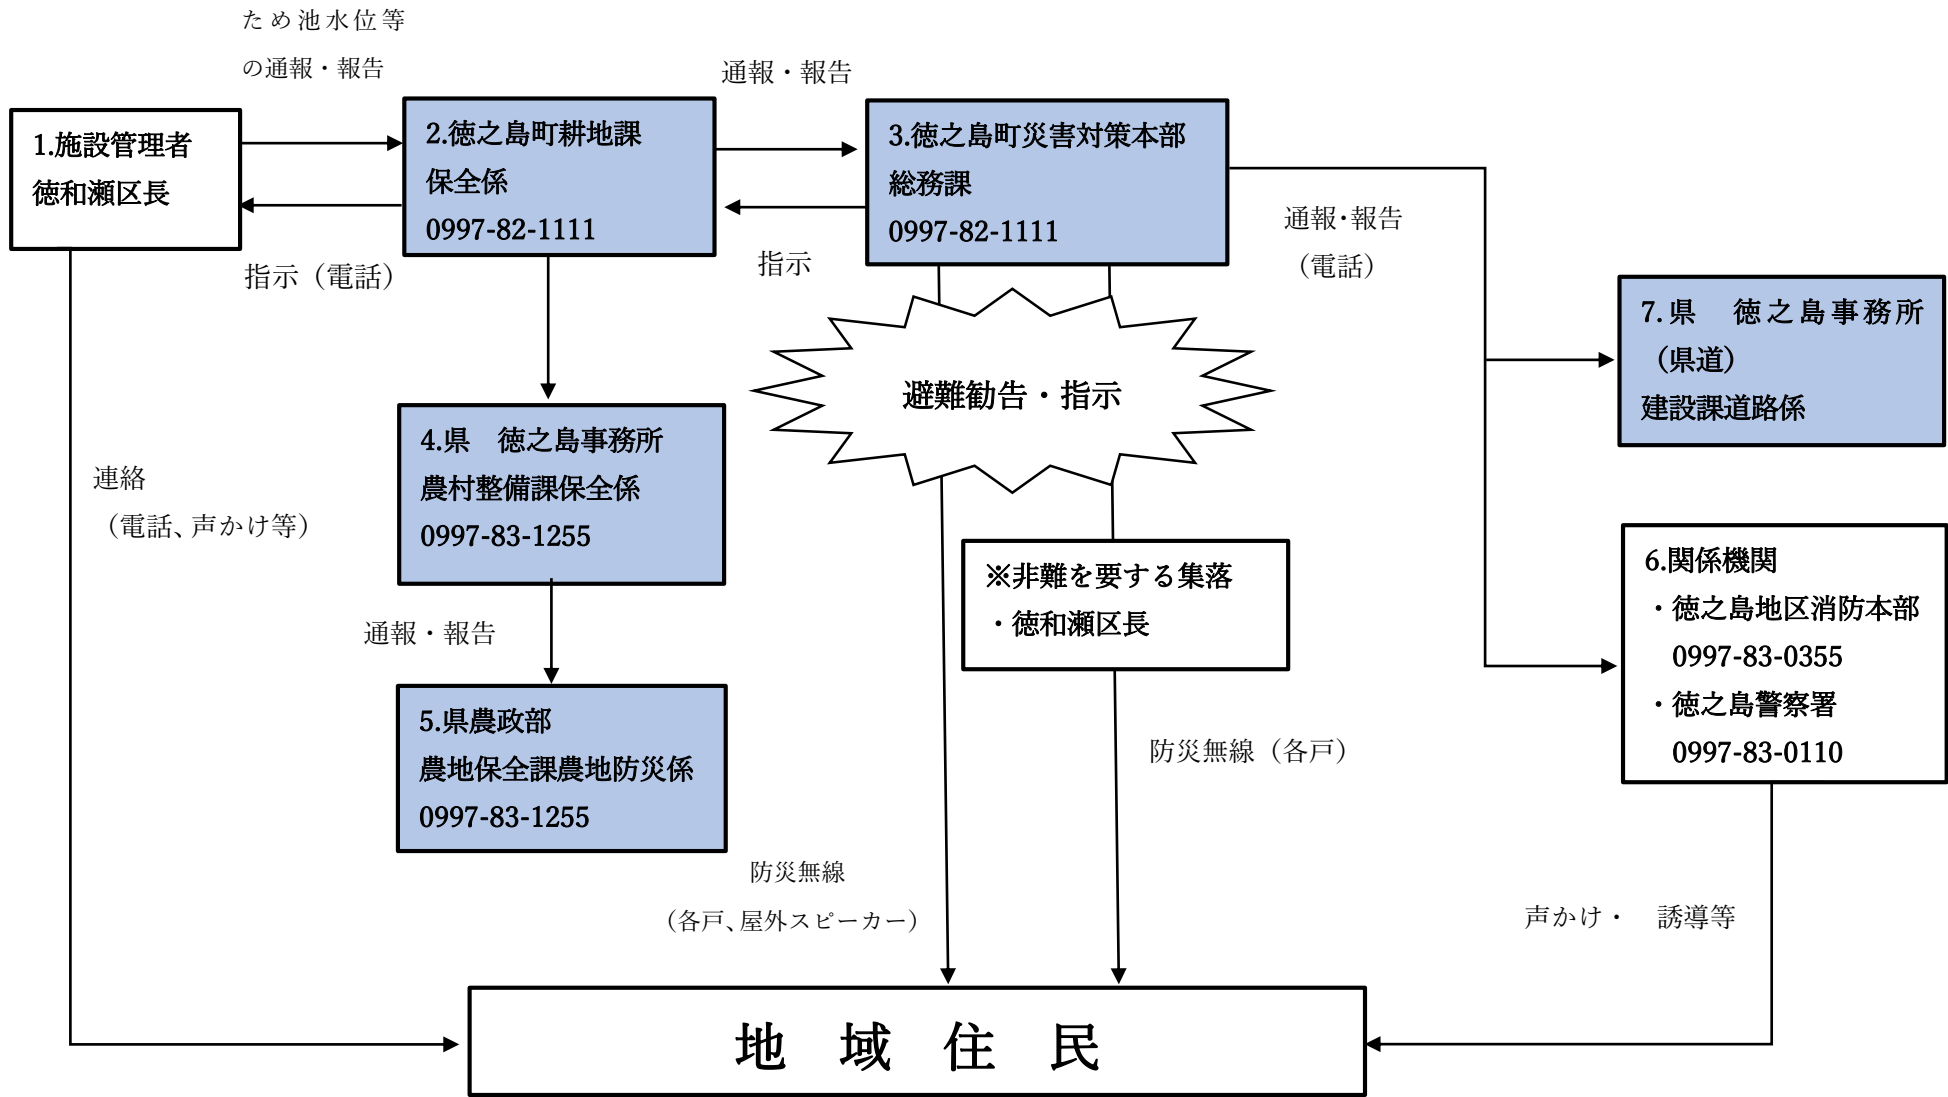 ため池水位等
の通報・報告
通報・報告
1.施設管理者
徳和瀬区長
2.徳之島町耕地課
保全係
0997-82-1111
3.徳之島町災害対策本部
総務課
0997-82-1111
通報・報告
（電話）
指示（電話）
指示
7.県　徳之島事務所
（県道）
建設課道路係
避難勧告・指示
4.県　徳之島事務所
農村整備課保全係
0997-83-1255
連絡
（電話、声かけ等）
※非難を要する集落
・徳和瀬区長
6.関係機関
・徳之島地区消防本部
0997-83-0355
・徳之島警察署
0997-83-0110
通報・報告
5.県農政部
農地保全課農地防災係
0997-83-1255
防災無線（各戸）
防災無線
（各戸、屋外スピーカー）
声かけ・　誘導等
地　域　住　民